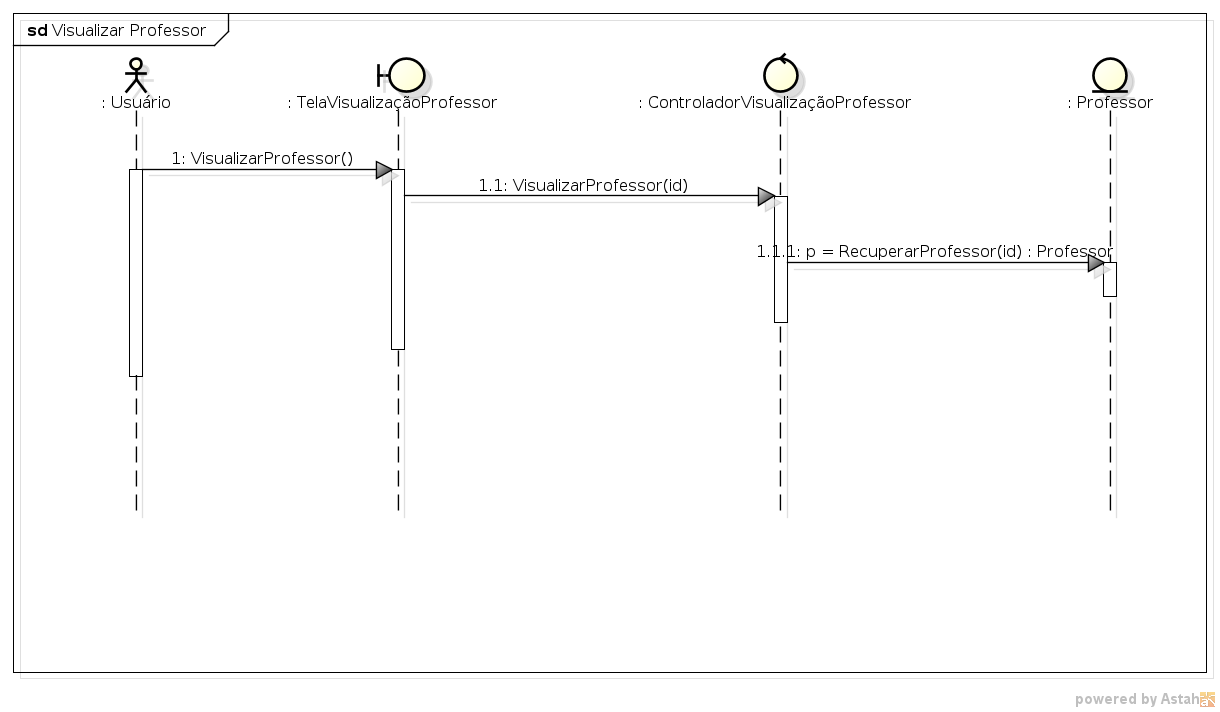 sd Visualizar Professor
: Usuário
: TelaVisualizaçãoProfessor
: ControladorVisualizaçãoProfessor
: Professor
1: VisualizarProfessor()
1.1: VisualizarProfessor(id)
1.1.1: p = RecuperarProfessor(id) : Professor
powered by Astah